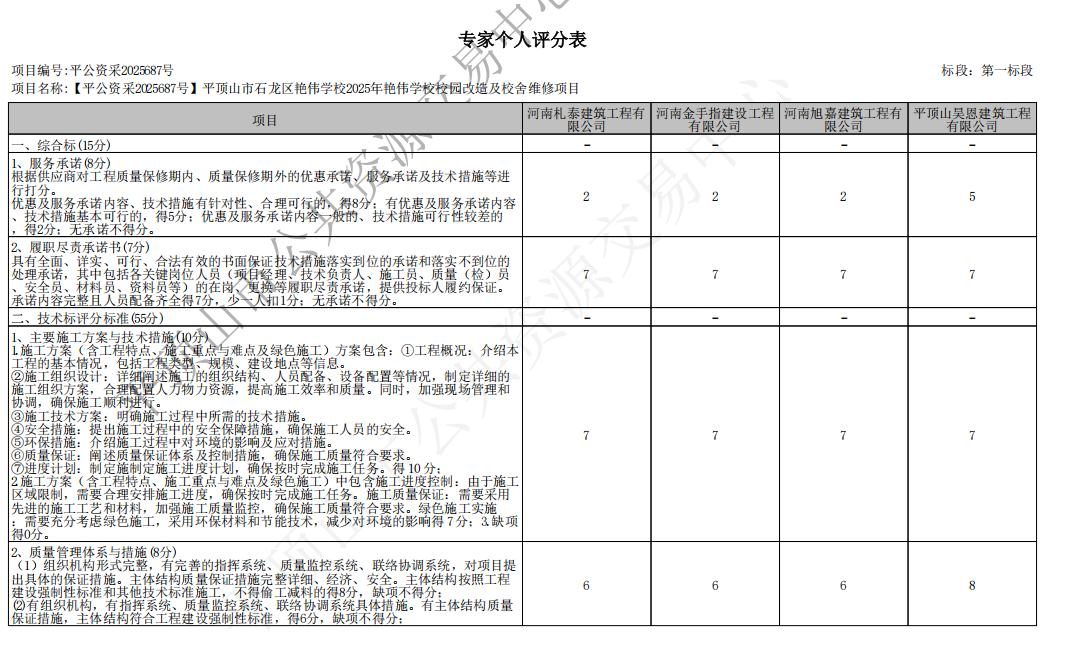 专家个人评分表
项目编号:平公资采2025687号
标段: 第一标段
项目名称:【平公资采2025687号】平顶山市石龙区艳伟学校2025年艳伟学校校园改造及校舍维修项目
项目
河南札泰建筑工程有
限公司
河南金手指建设工程
有限公司
河南旭嘉建筑工程有
限公司
平顶山昊恩建筑工程
有限公司
一、综合标(15分)
- - - -
1、服务承诺(8分)
根据供应商对工程质量保修期内、质量保修期外的优惠承诺、服务承诺及技术措施等进
行打分。
优惠及服务承诺内容、技术措施有针对性、合理可行的,得8分;有优惠及服务承诺内容
、技术措施基本可行的,得5分;优惠及服务承诺内容一般的、技术措施可行性较差的
,得2分;无承诺不得分。
2 2 2 5
2、履职尽责承诺书(7分)
具有全面、详实、可行、合法有效的书面保证技术措施落实到位的承诺和落实不到位的
处理承诺,其中包括各关键岗位人员(项目经理、技术负责人、施工员、质量(检)员
、安全员、材料员、资料员等)的在岗、更换等履职尽责承诺,提供投标人履约保证。
承诺内容完整且人员配备齐全得7分,少一人扣1分;无承诺不得分。
7 7 7 7
二、技术标评分标准(55分)
- - - -
1、主要施工方案与技术措施(10分)
1.施工方案(含工程特点、施工重点与难点及绿色施工)方案包含:①工程概况:介绍本
工程的基本情况,包括工程类型、规模、建设地点等信息。
②施工组织设计:详细阐述施工的组织结构、人员配备、设备配置等情况,制定详细的
施工组织方案,合理配置人力物力资源,提高施工效率和质量。同时,加强现场管理和
协调,确保施工顺利进行。
③施工技术方案:明确施工过程中所需的技术措施。
④安全措施:提出施工过程中的安全保障措施,确保施工人员的安全。
⑤环保措施:介绍施工过程中对环境的影响及应对措施。
⑥质量保证:阐述质量保证体系及控制措施,确保施工质量符合要求。
⑦进度计划:制定施制定施工进度计划,确保按时完成施工任务。得 10 分;
2.施工方案(含工程特点、施工重点与难点及绿色施工)中包含施工进度控制:由于施工
区域限制,需要合理安排施工进度,确保按时完成施工任务。施工质量保证:需要采用
先进的施工工艺和材料,加强施工质量监控,确保施工质量符合要求。绿色施工实施
:需要充分考虑绿色施工,采用环保材料和节能技术,减少对环境的影响得 7 分;3.缺项
得0分。
7 7 7 7
2、质量管理体系与措施(8分)
(1)组织机构形式完整,有完善的指挥系统、质量监控系统、联络协调系统,对项目提
出具体的保证措施。主体结构质量保证措施完整详细、经济、安全。主体结构按照工程
建设强制性标准和其他技术标准施工,不得偷工减料的得8分,缺项不得分;
(2)有组织机构,有指挥系统、质量监控系统、联络协调系统具体措施。有主体结构质量
保证措施,主体结构符合工程建设强制性标准,得6分,缺项不得分;
6 6 6 8